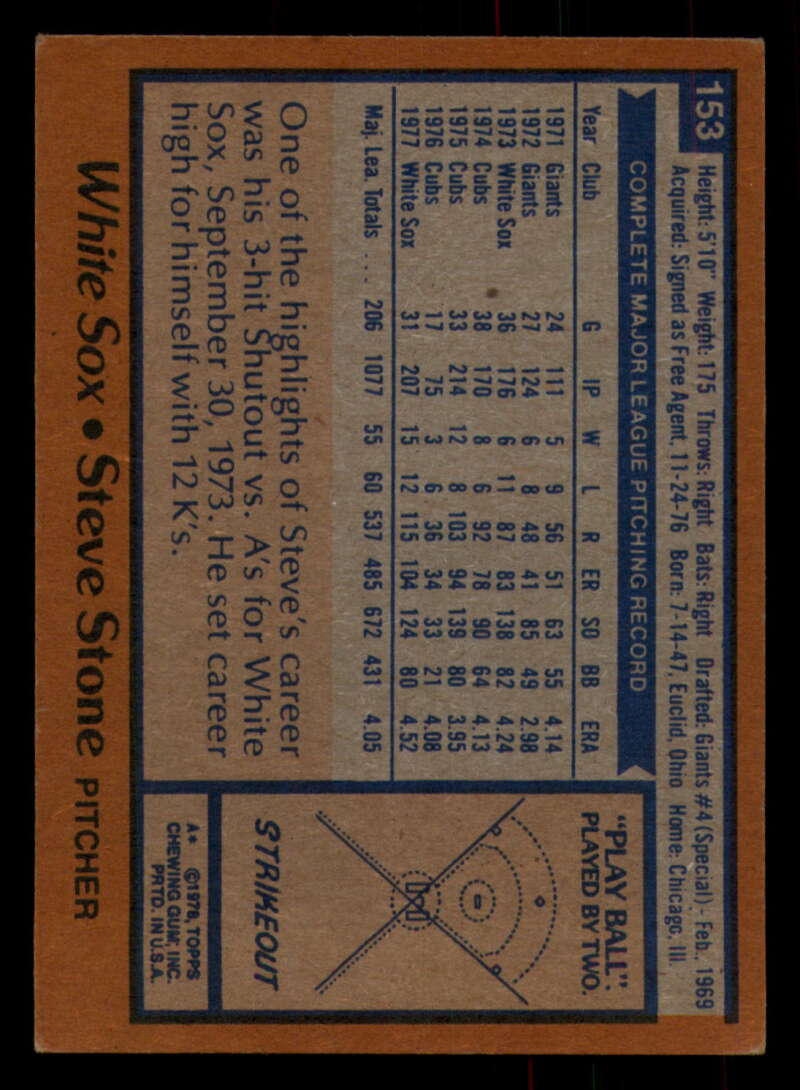 153
Height: 5'10" Weight: 175 Throws: Right Bats: Right Drafted: Giants #4 (Special) - Feb., 1969
Acquired: Signed as Free Agent, 11-24-76 Born: 7-14-47, Euclid, Ohio Home: Chicago, Ill.
COMPLETE MAJOR LEAGUE PITCHING RECORD
Year Club G IP W L R ER SO BB ERA
1971 Giants 24 111 5 9 56 51 63 55 4.14
1972 Giants 27 124 6 8 48 41 85 49 2.98
1973 White Sox 36 176 6 11 87 83 138 82 4.24
1974 Cubs 38 170 8 6 92 78 90 64 4.13
1975 Cubs 33 214 12 8 103 94 139 80 3.95
1976 Cubs 17 75 3 6 36 34 33 21 4.08
1977 White Sox 31 207 15 12 115 104 124 80 4.52
Maj. Lea. Totals ... 206 1077 55 60 537 485 672 431 4.05
One of the highlights of Steve's career
was his 3-hit Shutout vs. A's for White
Sox, September 30, 1973. He set career
high for himself with 12 K's.
"PLAY BALL":
PLAYED BY TWO.
STRIKEOUT
A* ©1978, TOPPS
CHEWING GUM, INC.
PRTD. IN U.S.A.
White Sox • Steve Stone PITCHER